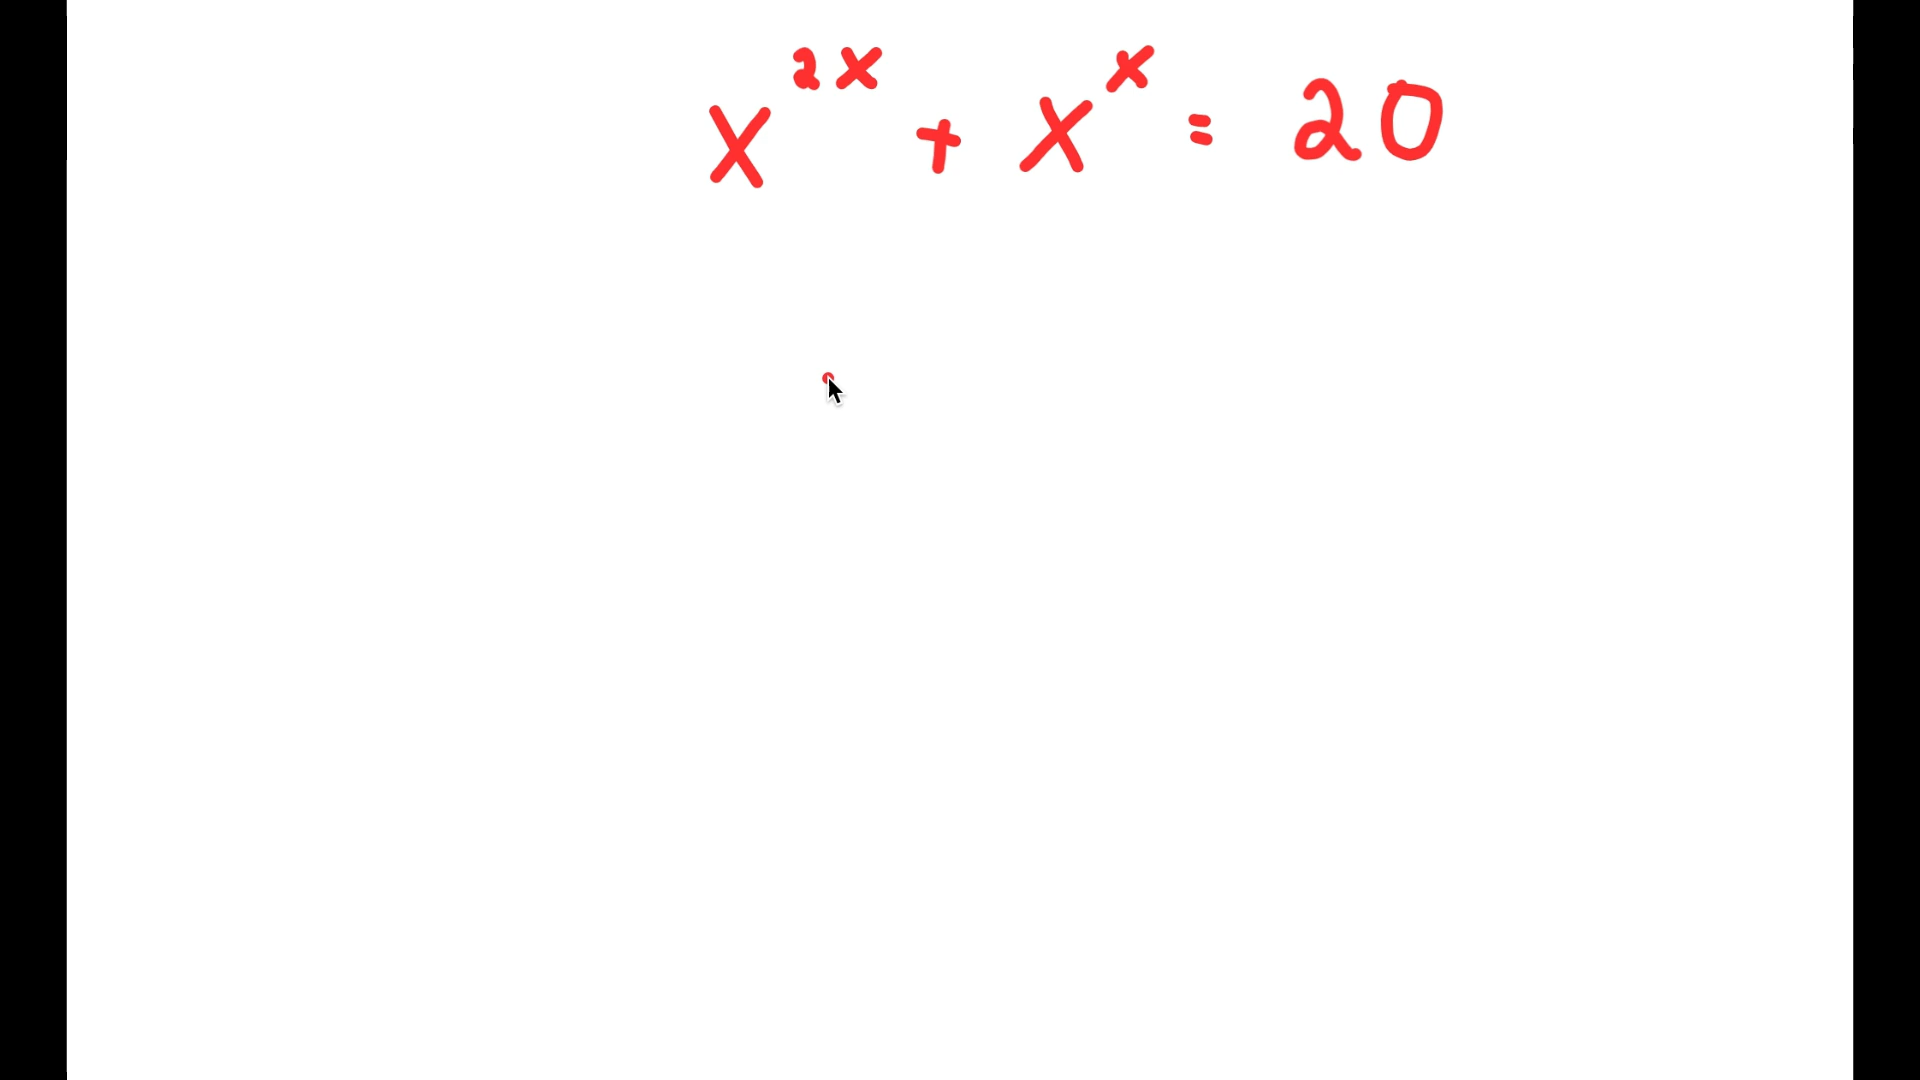 x^{2x} + x^x = 20